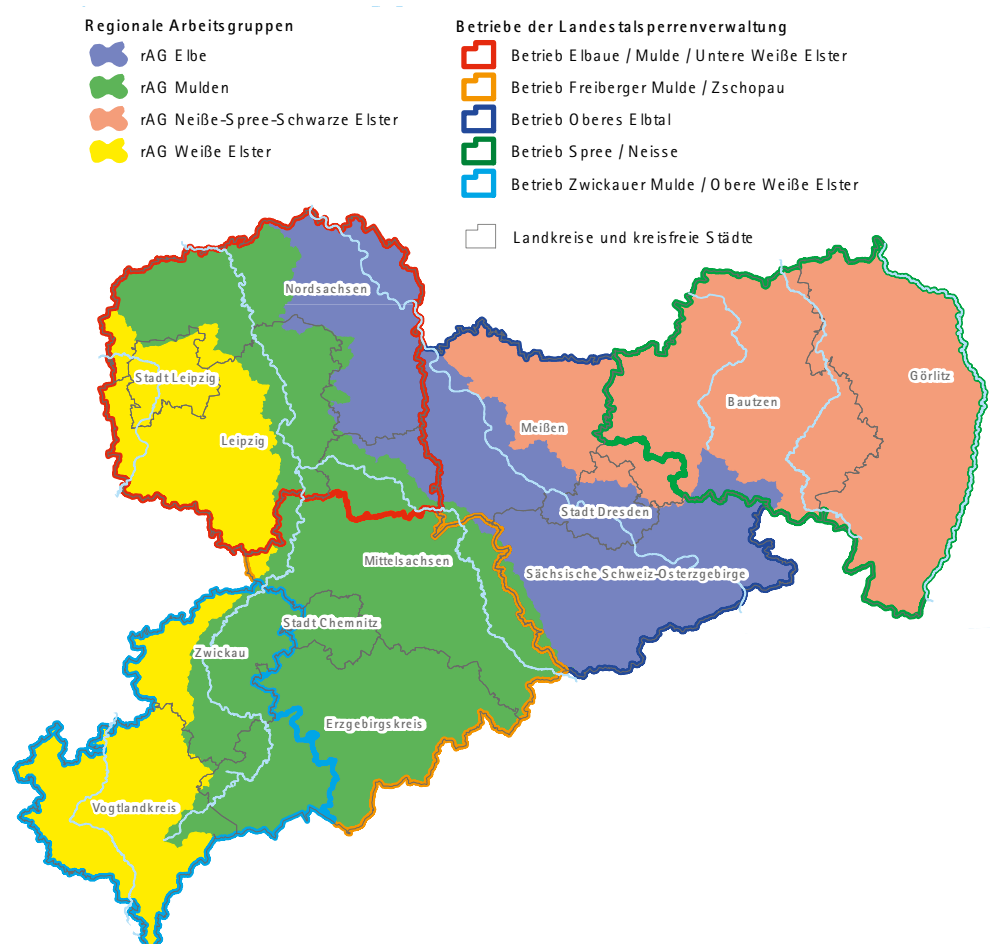 Regionale Arbeitsgruppen
rAG Elbe
rAG Mulden
rAG Neiße-Spree-Schwarze Elster
rAG Weiße Elster
Betriebe der Landestalsperrenverwaltung
Betrieb Elbaue / Mulde / Untere Weiße Elster
Betrieb Freiberger Mulde / Zschopau
Betrieb Oberes Elbtal
Betrieb Spree / Neisse
Betrieb Zwickauer Mulde / Obere Weiße Elster
Landkreise und kreisfreie Städte
Nordsachsen
Stadt Leipzig
Görlitz
Bautzen
Meißen
Leipzig
Stadt Dresden
Mittelsachsen
Sächsische Schweiz-Osterzgebirge
Stadt Chemnitz
Zwickau
Erzgebirgskreis
Vogtlandkreis